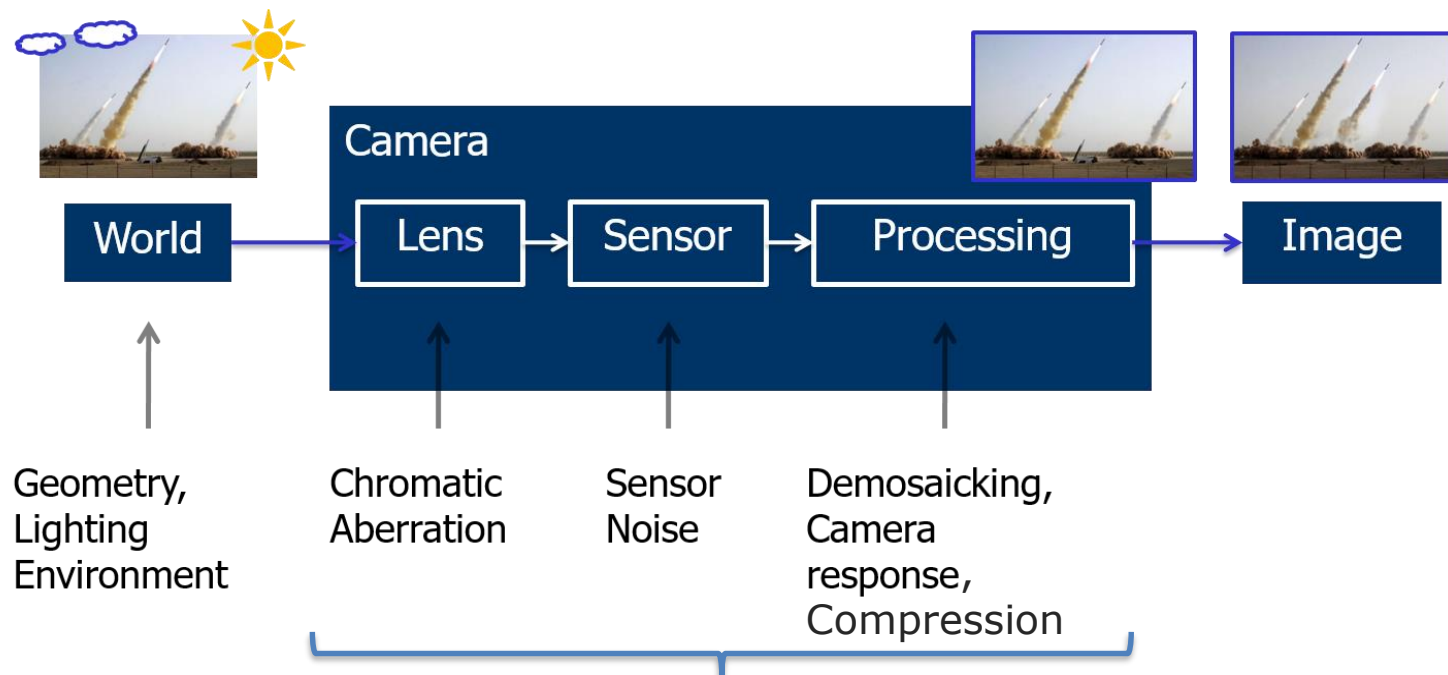 Camera
World
Lens
Sensor
Processing
Image
Geometry,
Lighting
Environment
Chromatic
Aberration
Sensor
Noise
Demosaicking,
Camera
response,
Compression